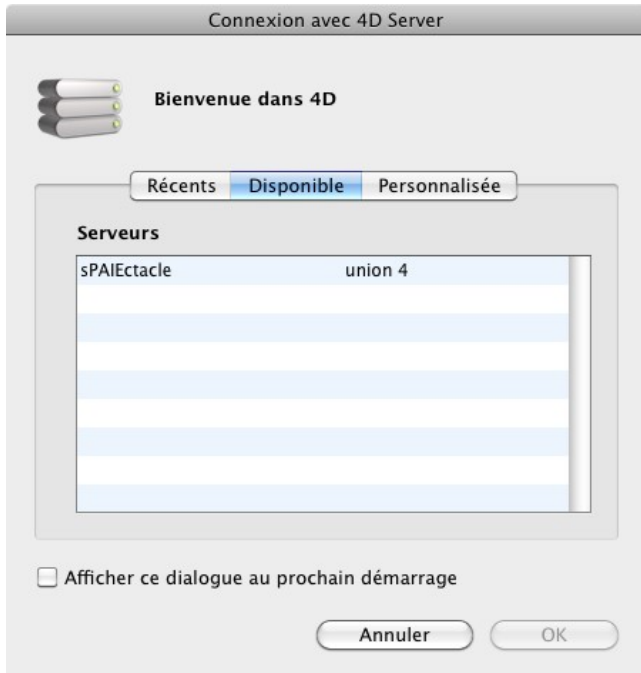 Connexion avec 4D Server
Bienvenue dans 4D
Récents Disponible Personnalisée
Serveurs
sPAIEctacle union 4
Afficher ce dialogue au prochain démarrage
Annuler OK